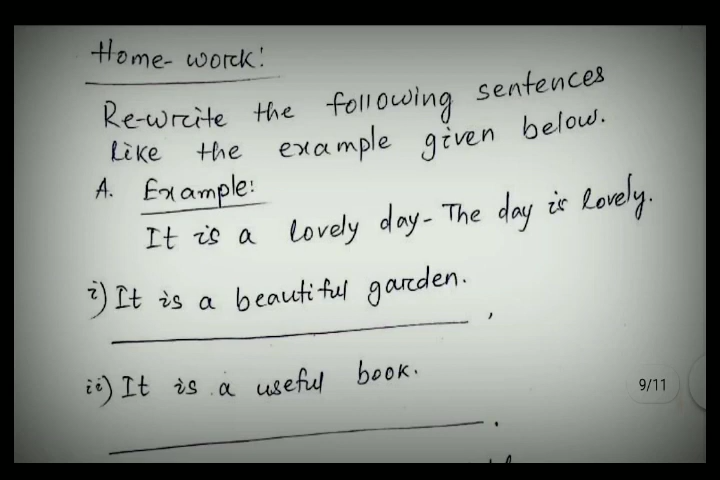 Home-work:
Re-write the following sentences
like the example given below.
A. Example:
It is a lovely day - The day is lovely.
i) It is a beautiful garden.
,
ii) It is a useful book.
9/11
.